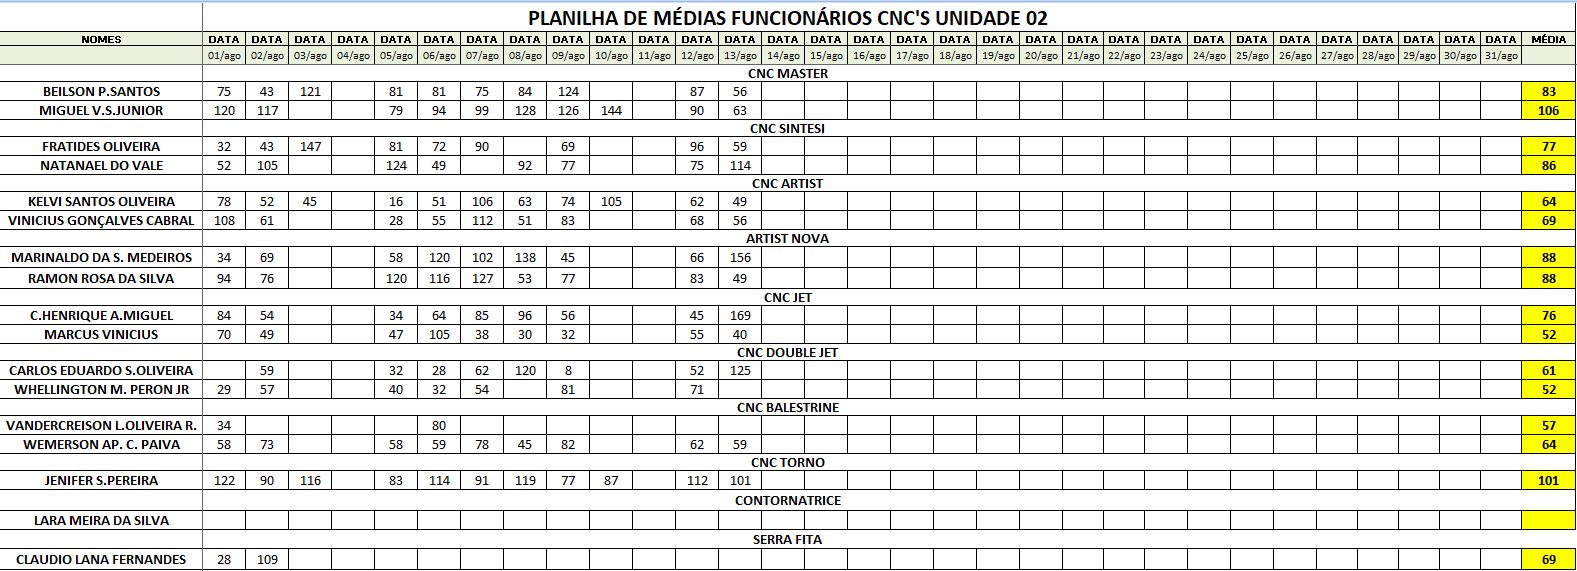 PLANILHA DE MÉDIAS FUNCIONÁRIOS CNC'S UNIDADE 02
NOMES DATA DATA DATA DATA DATA DATA DATA DATA DATA DATA DATA DATA DATA DATA DATA DATA DATA DATA DATA DATA DATA DATA DATA DATA DATA DATA DATA DATA DATA DATA DATA MÉDIA
01/ago 02/ago 03/ago 04/ago 05/ago 06/ago 07/ago 08/ago 09/ago 10/ago 11/ago 12/ago 13/ago 14/ago 15/ago 16/ago 17/ago 18/ago 19/ago 20/ago 21/ago 22/ago 23/ago 24/ago 25/ago 26/ago 27/ago 28/ago 29/ago 30/ago 31/ago
CNC MASTER
BEILSON P.SANTOS 75 43 121 81 81 75 84 124 87 56 83
MIGUEL V.S.JUNIOR 120 117 79 94 99 128 126 144 90 63 106
CNC SINTESI
FRATIDES OLIVEIRA 32 43 147 81 72 90 69 96 59 77
NATANAEL DO VALE 52 105 124 49 92 77 75 114 86
CNC ARTIST
KELVI SANTOS OLIVEIRA 78 52 45 16 51 106 63 74 105 62 49 64
VINICIUS GONÇALVES CABRAL 108 61 28 55 112 51 83 68 56 69
ARTIST NOVA
MARINALDO DA S. MEDEIROS 34 69 58 120 102 138 45 66 156 88
RAMON ROSA DA SILVA 94 76 120 116 127 53 77 83 49 88
CNC JET
C.HENRIQUE A.MIGUEL 84 54 34 64 85 96 56 45 169 76
MARCUS VINICIUS 70 49 47 105 38 30 32 55 40 52
CNC DOUBLE JET
CARLOS EDUARDO S.OLIVEIRA 59 32 28 62 120 8 52 125 61
WHELLINGTON M. PERON JR 29 57 40 32 54 81 71 52
CNC BALESTRINE
VANDERCREISON L.OLIVEIRA R. 34 80 57
WEMERSON AP. C. PAIVA 58 73 58 59 78 45 82 62 59 64
CNC TORNO
JENIFER S.PEREIRA 122 90 116 83 114 91 119 77 87 112 101 101
CONTORNATRICE
LARA MEIRA DA SILVA
SERRA FITA
CLAUDIO LANA FERNANDES 28 109 69